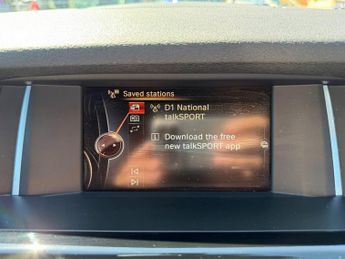 Saved stations
D1 National
talkSPORT
Download the free
new talkSPORT app